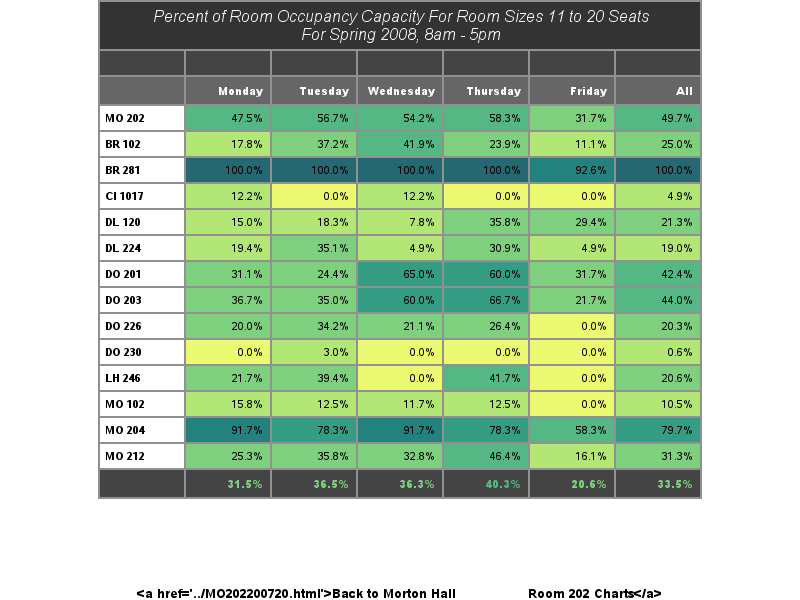 Percent of Room Occupancy Capacity For Room Sizes 11 to 20 Seats
For Spring 2008, 8am - 5pm
Monday Tuesday Wednesday Thursday Friday All
MO 202 47.5% 56.7% 54.2% 58.3% 31.7% 49.7%
BR 102 17.8% 37.2% 41.9% 23.9% 11.1% 25.0%
BR 281 100.0% 100.0% 100.0% 100.0% 92.6% 100.0%
CI 1017 12.2% 0.0% 12.2% 0.0% 0.0% 4.9%
DL 120 15.0% 18.3% 7.8% 35.8% 29.4% 21.3%
DL 224 19.4% 35.1% 4.9% 30.9% 4.9% 19.0%
DO 201 31.1% 24.4% 65.0% 60.0% 31.7% 42.4%
DO 203 36.7% 35.0% 60.0% 66.7% 21.7% 44.0%
DO 226 20.0% 34.2% 21.1% 26.4% 0.0% 20.3%
DO 230 0.0% 3.0% 0.0% 0.0% 0.0% 0.6%
LH 246 21.7% 39.4% 0.0% 41.7% 0.0% 20.6%
MO 102 15.8% 12.5% 11.7% 12.5% 0.0% 10.5%
MO 204 91.7% 78.3% 91.7% 78.3% 58.3% 79.7%
MO 212 25.3% 35.8% 32.8% 46.4% 16.1% 31.3%
31.5% 36.5% 36.3% 40.3% 20.6% 33.5%
<a href='../MO202200720.html'>Back to Morton Hall Room 202 Charts</a>